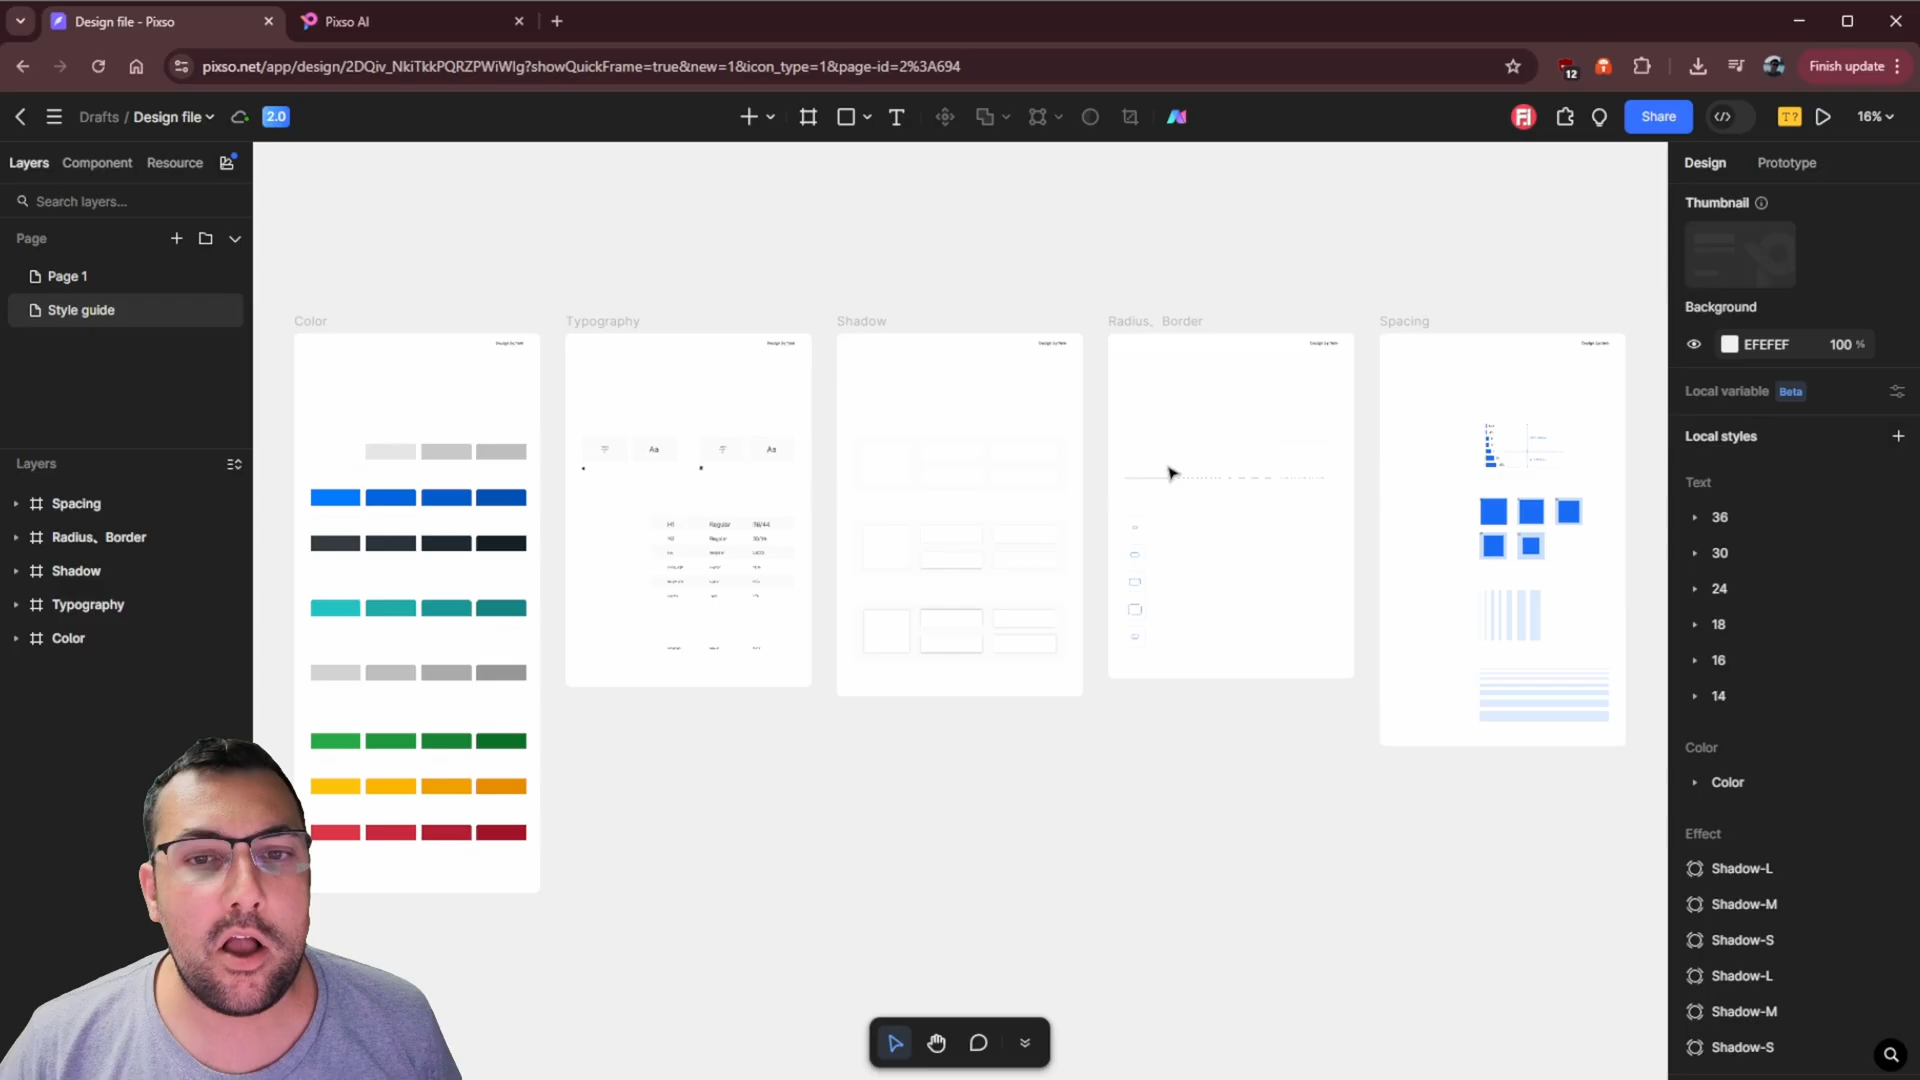 Design file - Pixso
Pixso AI
pixso.net/app/design/2DQiv_NkiTkkPQRZPWiWlg?showQuickFrame=true&new=1&icon_type=1&page-id=2%3A694
12
Finish update
Drafts / Design file
2.0
T
Share
T?
16%
Layers
Component
Resource
Design
Prototype
Search layers...
Thumbnail
Page
Page 1
Style guide
Background
EFEFEF
100 %
Local variable
Beta
Local styles
Text
36
30
24
18
16
14
Color
Color
Effect
Shadow-L
Shadow-M
Shadow-S
Shadow-L
Shadow-M
Shadow-S
Layers
Spacing
Radius、Border
Shadow
Typography
Color
Color
Typography
Shadow
Radius、Border
Spacing
Aa
Aa
H1
Regular